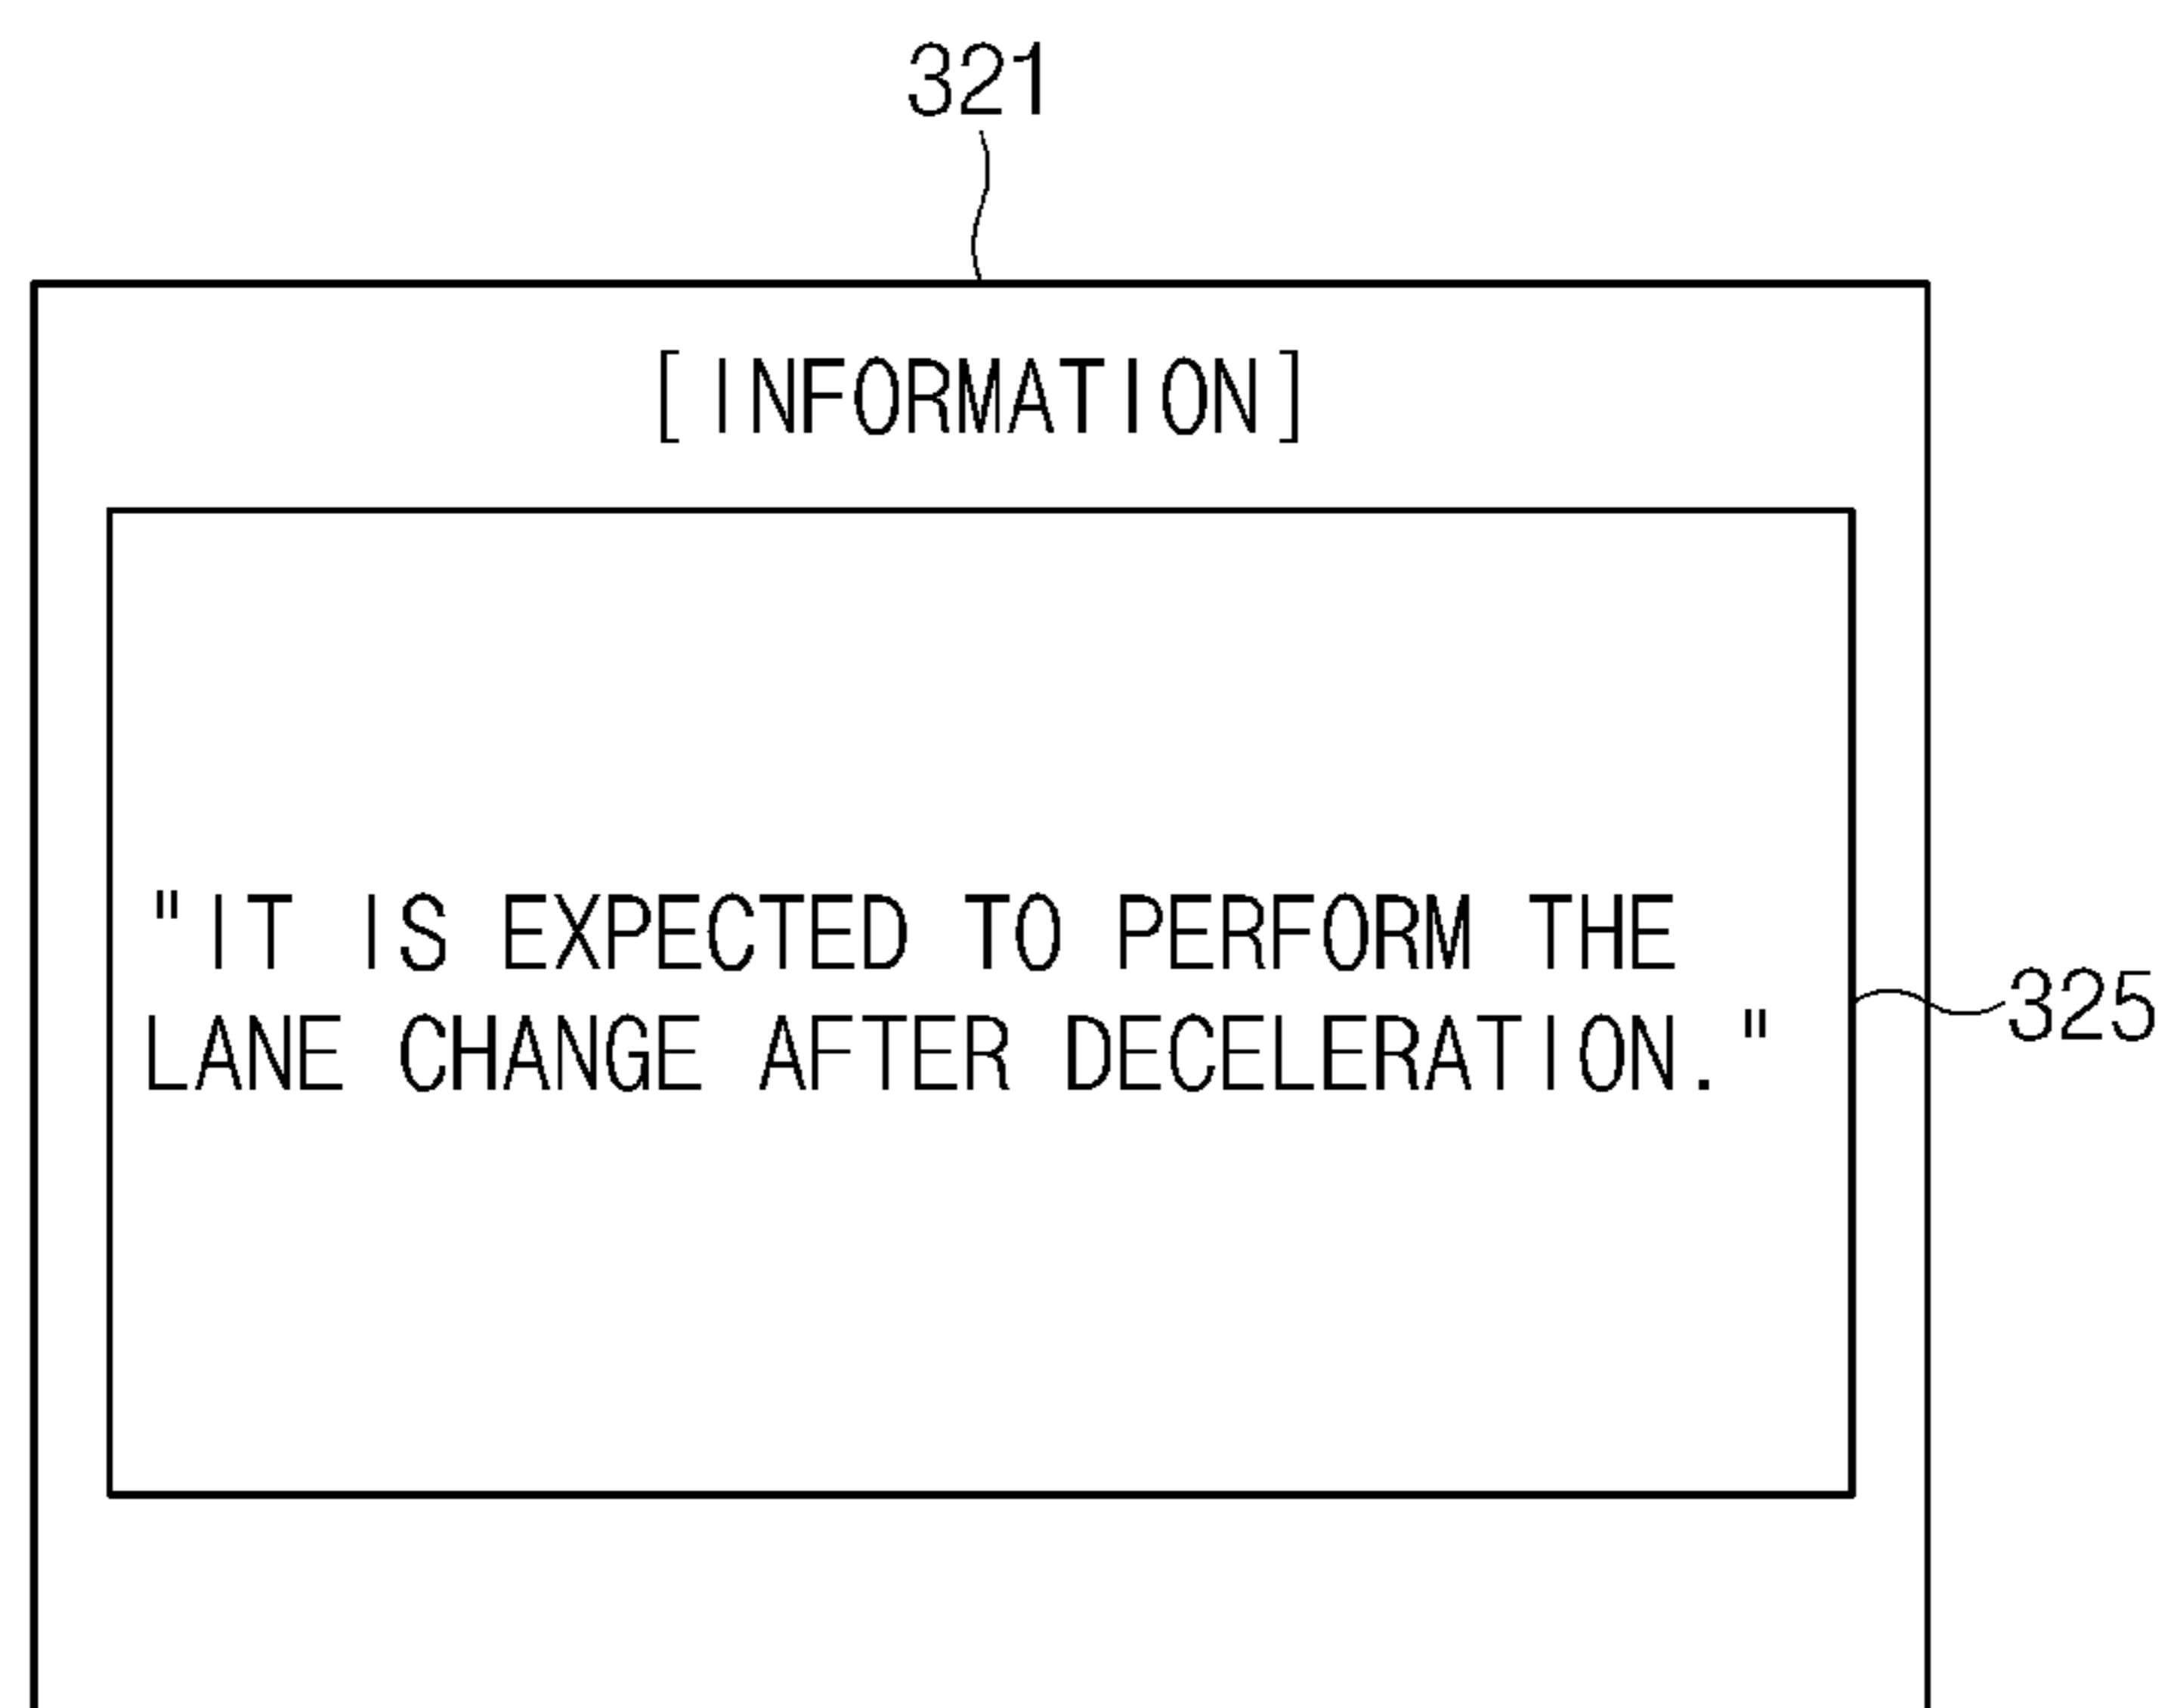 321
[INFORMATION]
"IT IS EXPECTED TO PERFORM THE
LANE CHANGE AFTER DECELERATION."
325